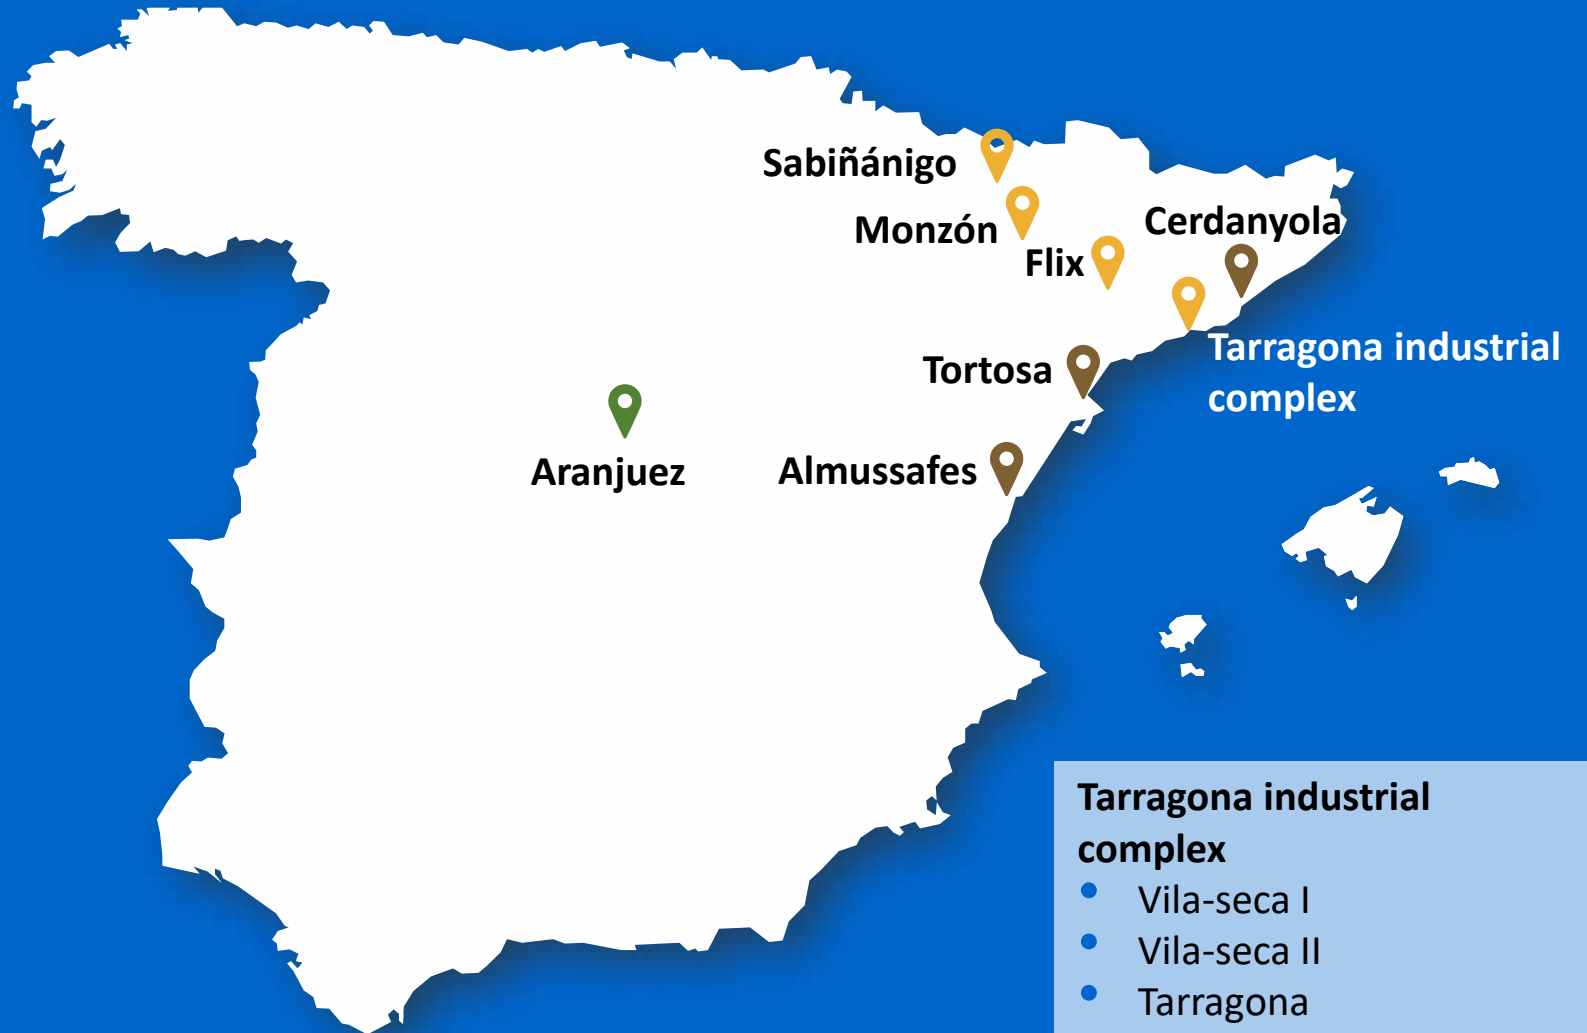 Sabiñánigo
Monzón
Cerdanyola
Flix
Tarragona industrial
complex
Tortosa
Aranjuez
Almussafes
Tarragona industrial
complex
• Vila-seca I
• Vila-seca II
• Tarragona